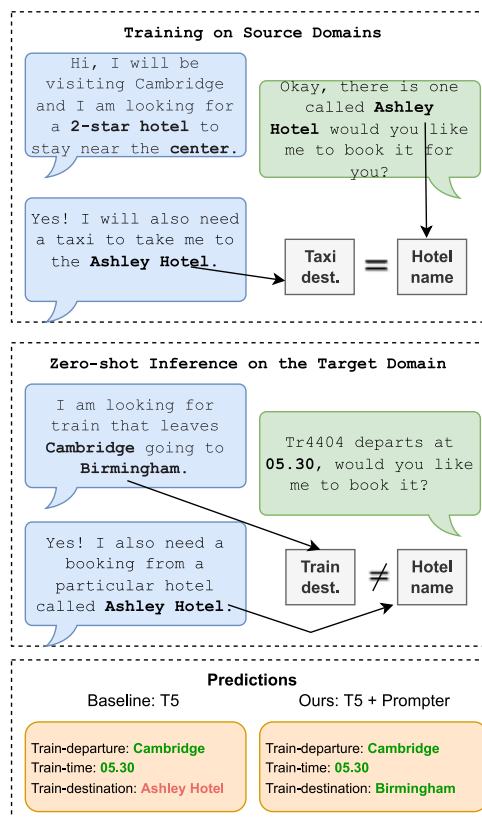 Training on Source Domains
Hi, I will be
visiting Cambridge
and I am looking for
a 2-star hotel to
stay near the center.
Okay, there is one
called Ashley
Hotel would you like
me to book it for
you?
Yes! I will also need
a taxi to take me to
the Ashley Hotel.
Taxi
dest.
=
Hotel
name
Zero-shot Inference on the Target Domain
I am looking for
train that leaves
Cambridge going to
Birmingham.
Tr4404 departs at
05.30, would you like
me to book it?
Yes! I also need a
booking from a
particular hotel
called Ashley Hotel.
Train
dest.
≠
Hotel
name
Predictions
Baseline: T5
Train-departure: Cambridge
Train-time: 05.30
Train-destination: Ashley Hotel
Ours: T5 + Prompter
Train-departure: Cambridge
Train-time: 05.30
Train-destination: Birmingham